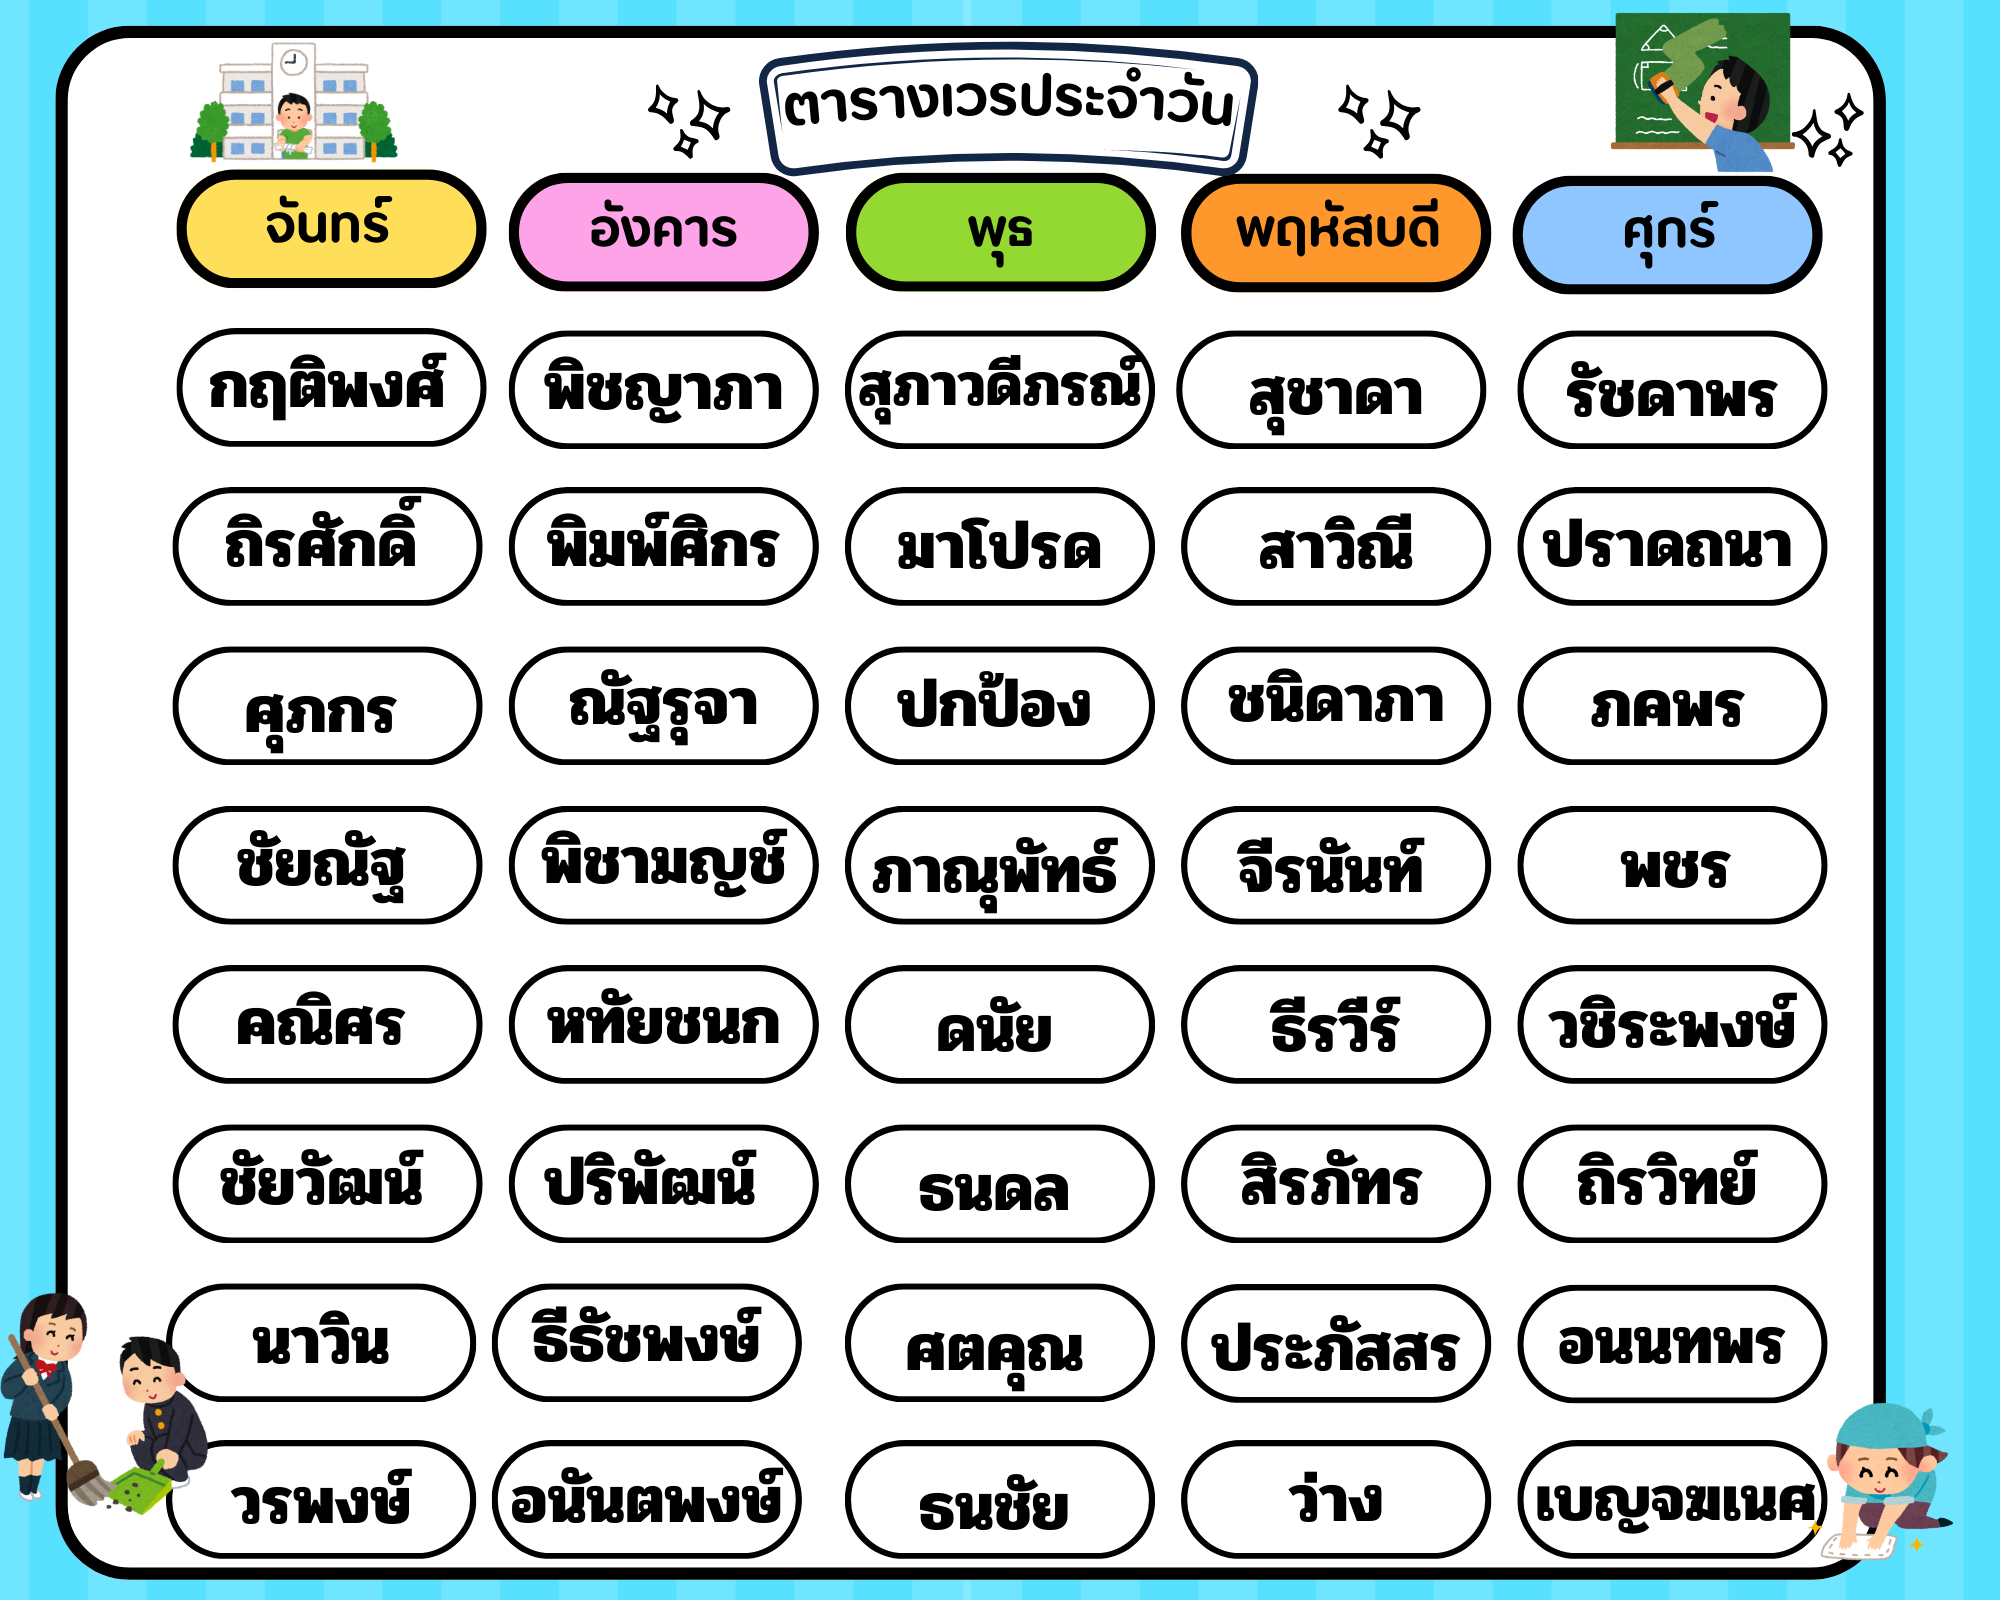 ตารางเวรประจำวัน
จันทร์ อังคาร พุธ พฤหัสบดี ศุกร์
กฤติพงศ์ พิชญาภา สุภาวดีภรณ์ สุชาดา รัชดาพร
ถิรศักดิ์ พิมพ์ศิกร มาโปรด สาวิณี ปราดถนา
ศุภกร ณัฐรุจา ปกป้อง ชนิดาภา ภคพร
ชัยณัฐ พิชามญช์ ภาณุพัทธ์ จีรนันท์ พชร
คณิศร หทัยชนก ดนัย ธีรวีร์ วชิระพงษ์
ชัยวัฒน์ ปริพัฒน์ ธนดล สิรภัทร ถิรวิทย์
นาวิน ธีธัชพงษ์ ศตคุณ ประภัสสร อนนทพร
วรพงษ์ อนันตพงษ์ ธนชัย ว่าง เบญจฆเนศ